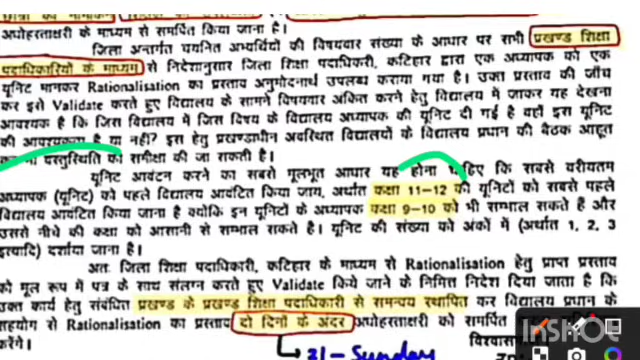 छात्रों का नामांकन
अधोहस्ताक्षरी के माध्यम से समर्पित किया जाना है।
जिला अन्तर्गत चयनित अभ्यर्थियों की विषयवार संख्या के आधार पर सभी प्रखण्ड शिक्षा
पदाधिकारियों के माध्यम से निदेशानुसार जिला शिक्षा पदाधिकारी, कटिहार द्वारा एक अध्यापक को एक
यूनिट मानकर Rationalisation का प्रस्ताव अनुमोदनार्थ उपलब्ध कराया गया है। उक्त प्रस्ताव की जाँच
कर इसे Validate करते हुए विद्यालय के सामने विषयवार अंकित करने हेतु विद्यालय में जाकर यह देखना
आवश्यक है कि जिस विद्यालय में जिस विषय के विद्यालय अध्यापक की यूनिट दी गई है वहाँ इस यूनिट
की आवश्यकता है या नहीं? इस हेतु प्रखण्डाधीन अवस्थित विद्यालयों के विद्यालय प्रधान की बैठक आहूत
वस्तुस्थिति की समीक्षा की जा सकती है।
यूनिट आवंटन करने का सबसे मूलभूत आधार यह होना चाहिए कि सबसे वरीयतम
अध्यापक (यूनिट) को पहले विद्यालय आवंटित किया जाय, अर्थात कक्षा 11-12 की यूनिटों को सबसे पहले
विद्यालय आवंटित किया जाना है क्योंकि इन यूनिटों के अध्यापक कक्षा 9-10 को भी सम्भाल सकते हैं और
उससे नीचे की कक्षा को आसानी से सम्भाल सकते है। यूनिट की संख्या को अंकों में (अर्थात 1, 2, 3
इत्यादि) दर्शाया जाना है।
अतः जिला शिक्षा पदाधिकारी, कटिहार के माध्यम से Rationalisation हेतु प्राप्त प्रस्ताव
को मूल रूप में पत्र के साथ संलग्न करते हुए Validate किये जाने के निमित्त निदेश दिया जाता है कि
उक्त कार्य हेतु संबंधित प्रखण्ड के प्रखण्ड शिक्षा पदाधिकारी से समन्वय स्थापित कर विद्यालय प्रधान के
सहयोग से Rationalisation का प्रस्ताव दो दिनों के अंदर अधोहस्ताक्षरी को समर्पित
करेंगे।
विश्वास
31 - Sunday
INSHOT